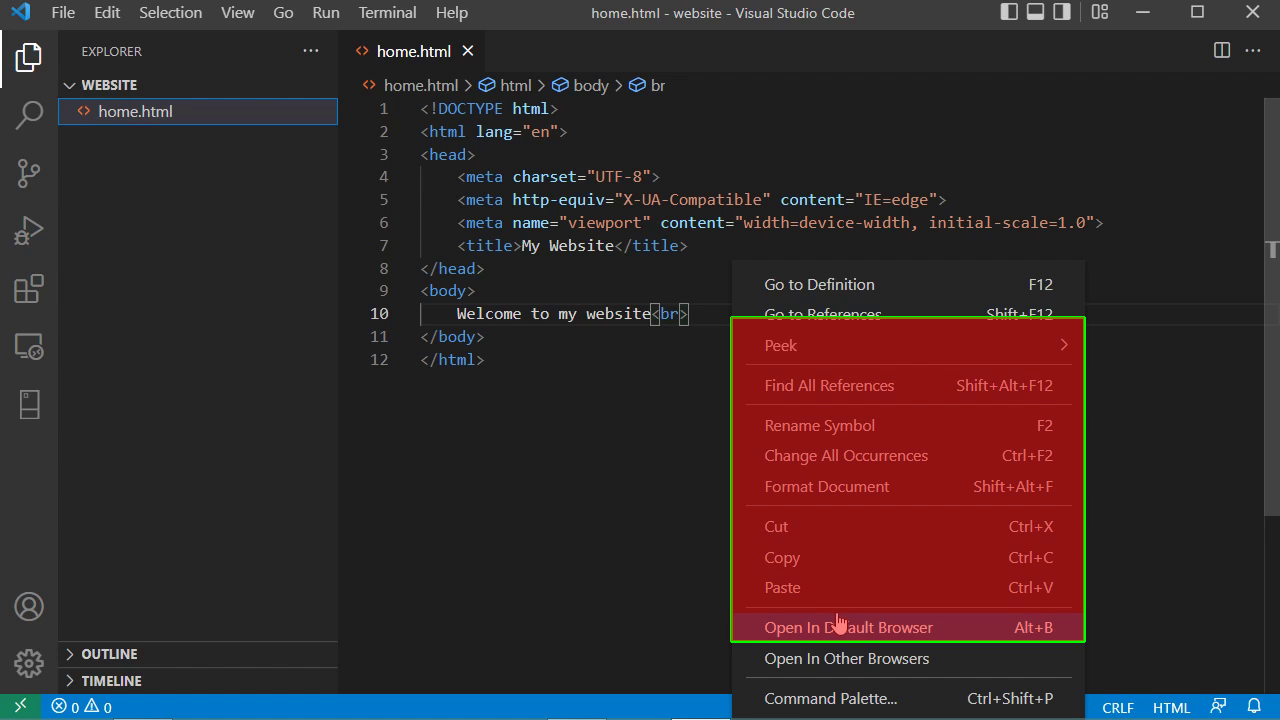 File Edit Selection View Go Run Terminal Help home.html - website - Visual Studio Code
EXPLORER
home.html
WEBSITE
home.html
home.html > html > body > br
1 <!DOCTYPE html>
2 <html lang="en">
3 <head>
4 <meta charset="UTF-8">
5 <meta http-equiv="X-UA-Compatible" content="IE=edge">
6 <meta name="viewport" content="width=device-width, initial-scale=1.0">
7 <title>My Website</title>
8 </head>
9 <body>
10 Welcome to my website<br>
11 </body>
12 </html>
Go to Definition F12
Go to References Shift+F12
Peek
Find All References Shift+Alt+F12
Rename Symbol F2
Change All Occurrences Ctrl+F2
Format Document Shift+Alt+F
Cut Ctrl+X
Copy Ctrl+C
Paste Ctrl+V
Open In Default Browser Alt+B
Open In Other Browsers
Command Palette... Ctrl+Shift+P
OUTLINE
TIMELINE
0 0
CRLF HTML